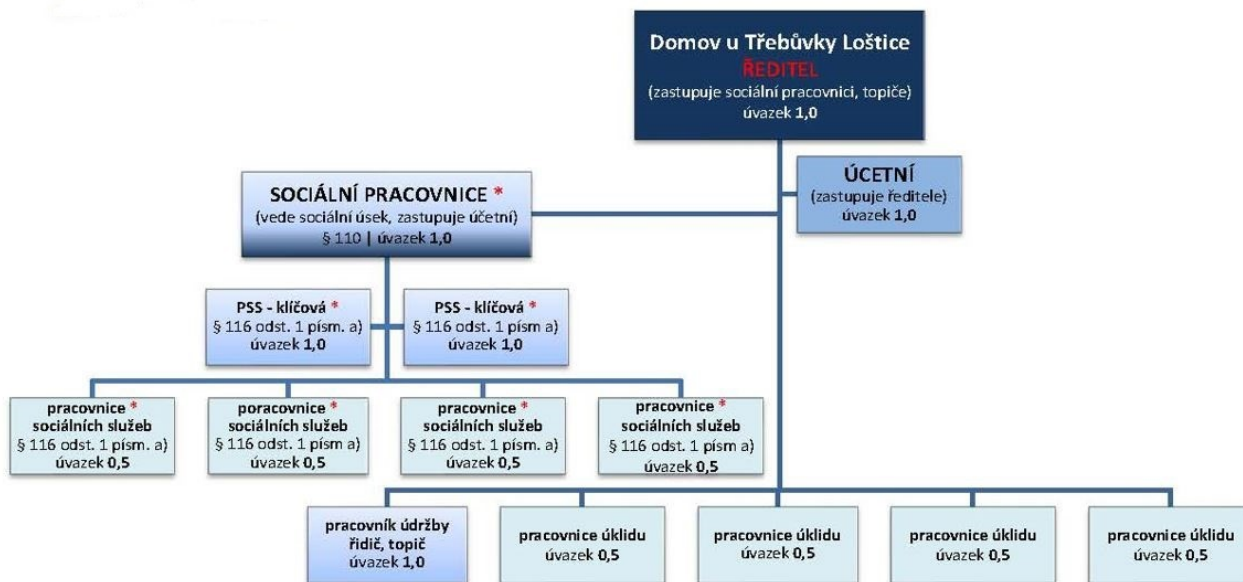 Domov u Třebůvky Loštice
ŘEDITEL
(zastupuje sociální pracovnici, topiče)
úvazek 1,0
ÚCETNÍ
(zastupuje ředitele)
úvazek 1,0
SOCIÁLNÍ PRACOVNICE *
(vede sociální úsek, zastupuje účetní)
§ 110 | úvazek 1,0
PSS - klíčová *
§ 116 odst. 1 písm. a)
úvazek 1,0
PSS - klíčová *
§ 116 odst. 1 písm a)
úvazek 1,0
pracovnice *
sociálních služeb
§ 116 odst. 1 písm. a)
úvazek 0,5
poracovnice *
sociálních služeb
§ 116 odst. 1 písm. a)
úvazek 0,5
pracovnice *
sociálních služeb
§ 116 odst. 1 písm a)
úvazek 0,5
pracovnice *
sociálních služeb
§ 116 odst. 1 písm a)
úvazek 0,5
pracovník údržby
řidič, topič
úvazek 1,0
pracovnice úklidu
úvazek 0,5
pracovnice úklidu
úvazek 0,5
pracovnice úklidu
úvazek 0,5
pracovnice úklidu
úvazek 0,5